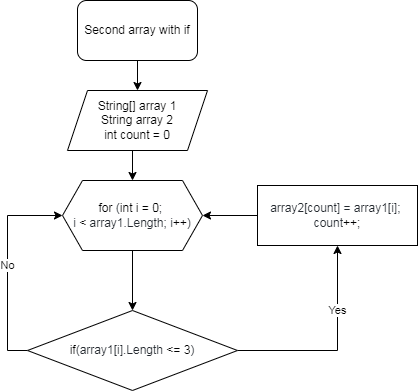 Second array with if
String[] array 1
String array 2
int count = 0
for (int i = 0;
i < array1.Length; i++)
array2[count] = array1[i];
count++;
No
Yes
if(array1[i].Length <= 3)